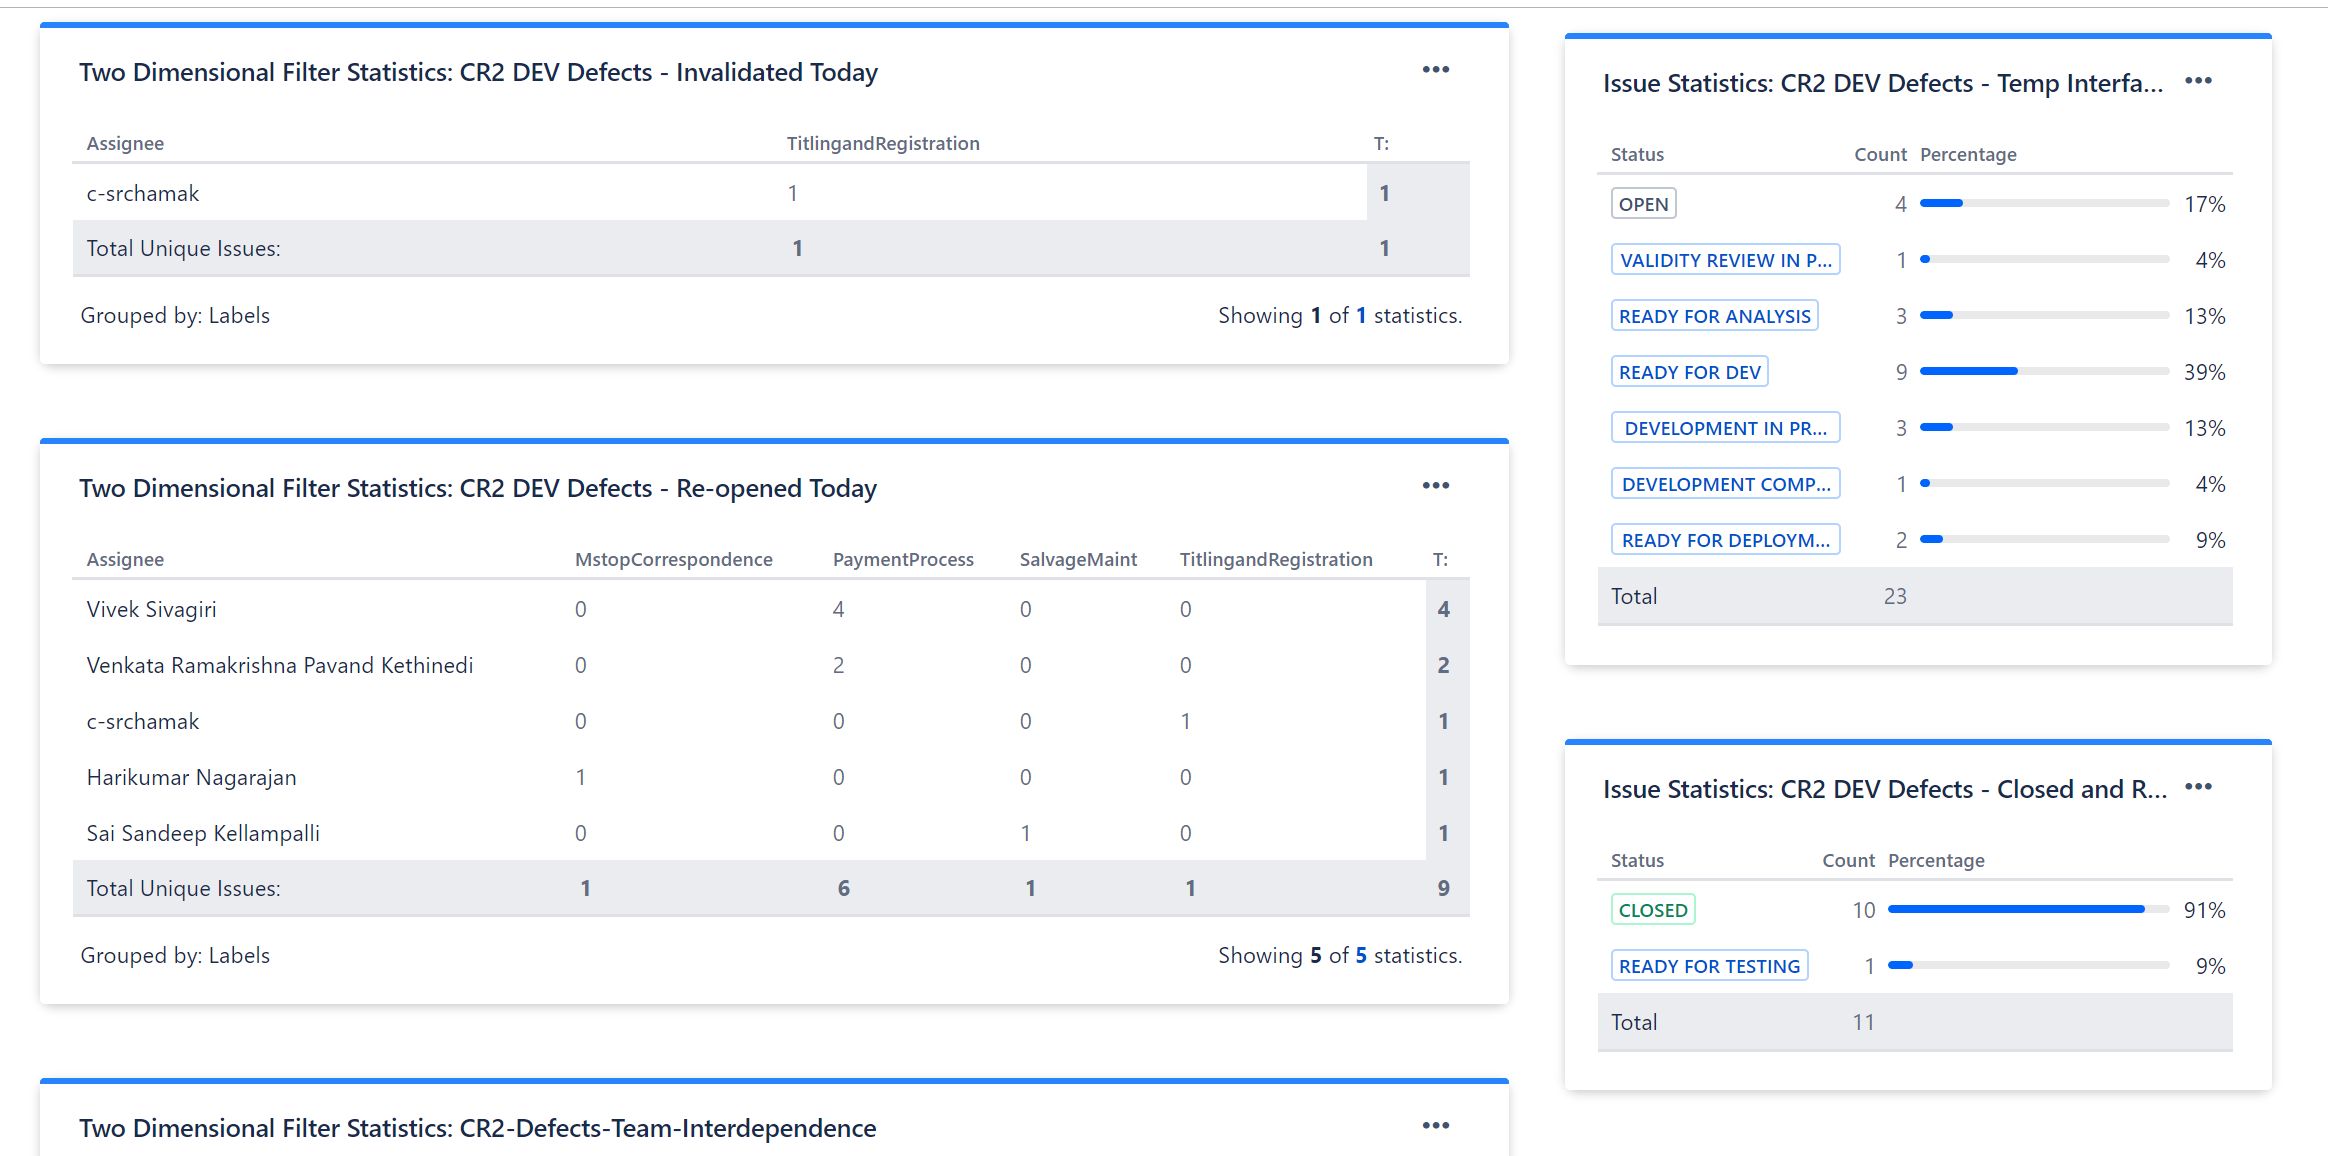 Two Dimensional Filter Statistics: CR2 DEV Defects - Invalidated Today
Assignee TitlingandRegistration T:
c-srchamak 1 1
Total Unique Issues: 1 1
Grouped by: Labels Showing 1 of 1 statistics.
Two Dimensional Filter Statistics: CR2 DEV Defects - Re-opened Today
Assignee MstopCorrespondence PaymentProcess SalvageMaint TitlingandRegistration T:
Vivek Sivagiri 0 4 0 0 4
Venkata Ramakrishna Pavand Kethinedi 0 2 0 0 2
c-srchamak 0 0 0 1 1
Harikumar Nagarajan 1 0 0 0 1
Sai Sandeep Kellampalli 0 0 1 0 1
Total Unique Issues: 1 6 1 1 9
Grouped by: Labels Showing 5 of 5 statistics.
Two Dimensional Filter Statistics: CR2-Defects-Team-Interdependence
Issue Statistics: CR2 DEV Defects - Temp Interfa...
Status Count Percentage
OPEN 4 17%
VALIDITY REVIEW IN P... 1 4%
READY FOR ANALYSIS 3 13%
READY FOR DEV 9 39%
DEVELOPMENT IN PR... 3 13%
DEVELOPMENT COMP... 1 4%
READY FOR DEPLOYM... 2 9%
Total 23
Issue Statistics: CR2 DEV Defects - Closed and R...
Status Count Percentage
CLOSED 10 91%
READY FOR TESTING 1 9%
Total 11